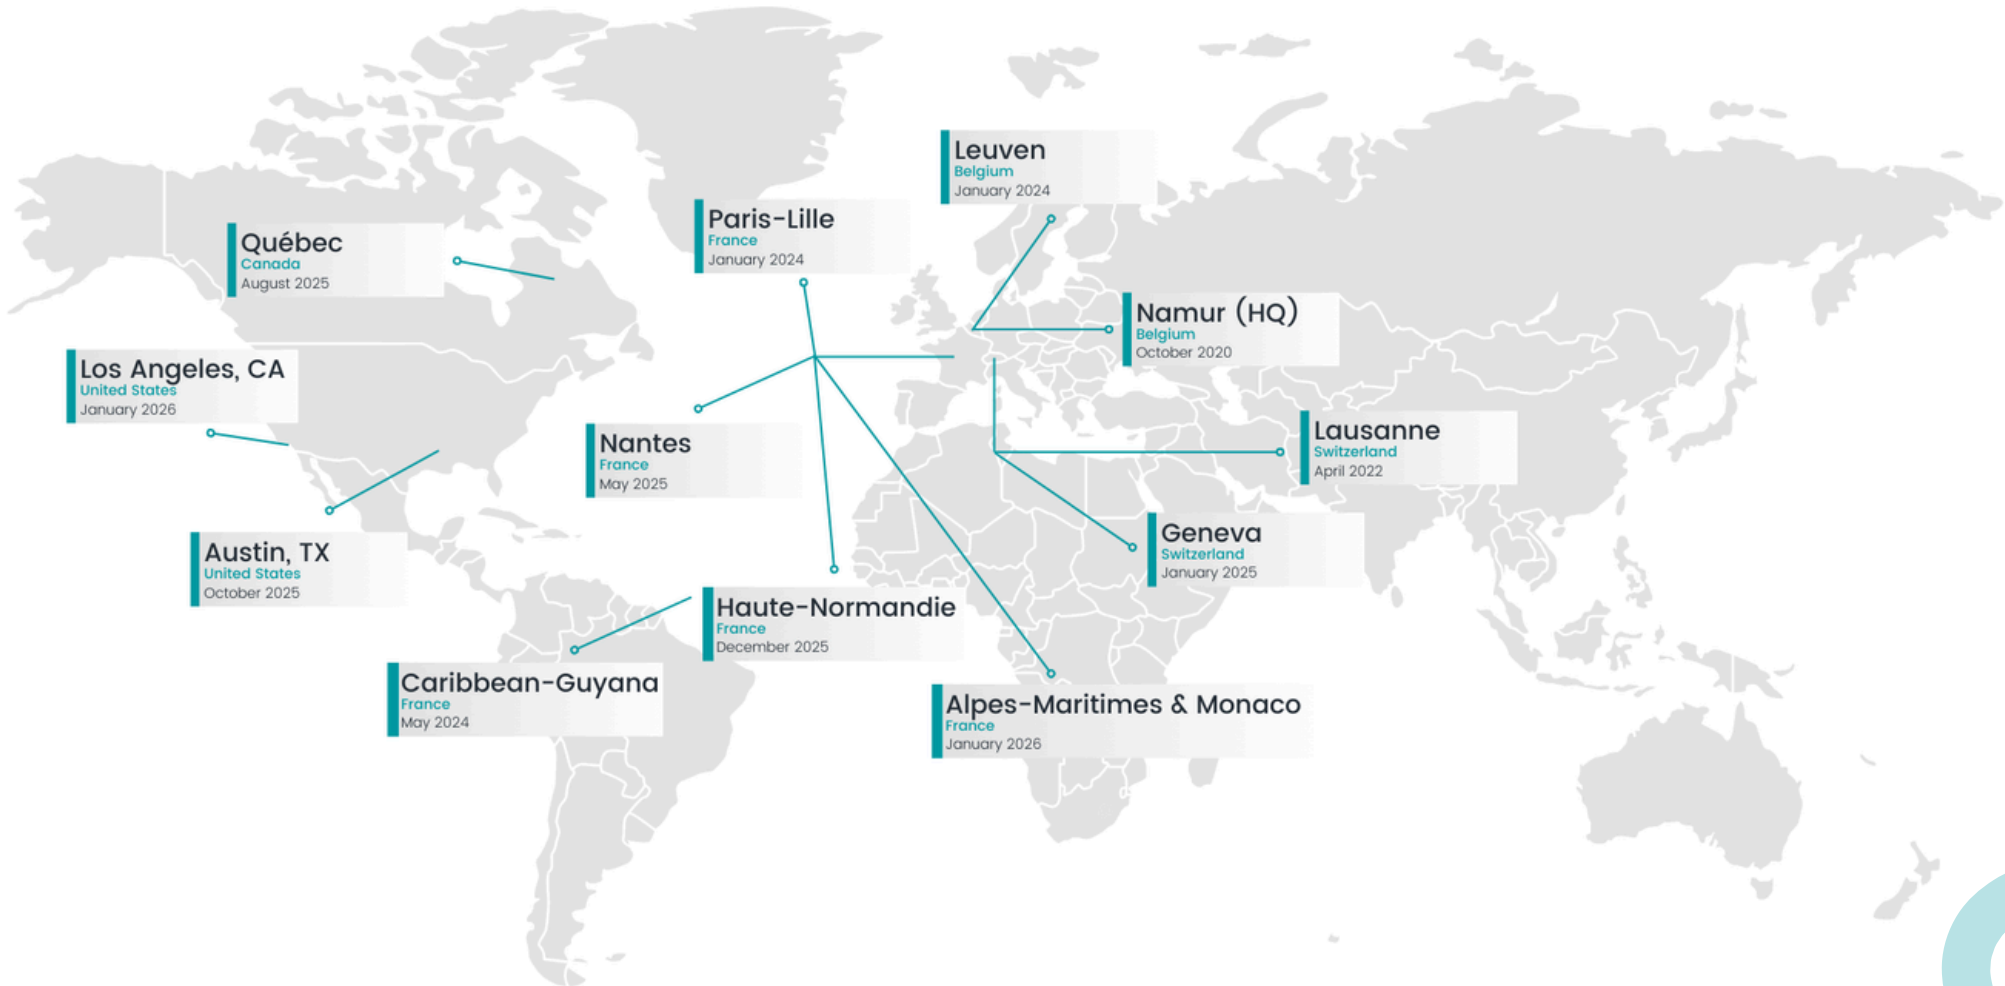 Leuven
Belgium
January 2024
Paris-Lille
France
January 2024
Québec
Canada
August 2025
Namur (HQ)
Belgium
October 2020
Los Angeles, CA
United States
January 2026
Lausanne
Switzerland
April 2022
Nantes
France
May 2025
Geneva
Switzerland
January 2025
Austin, TX
United States
October 2025
Haute-Normandie
France
December 2025
Caribbean-Guyana
France
May 2024
Alpes-Maritimes & Monaco
France
January 2026